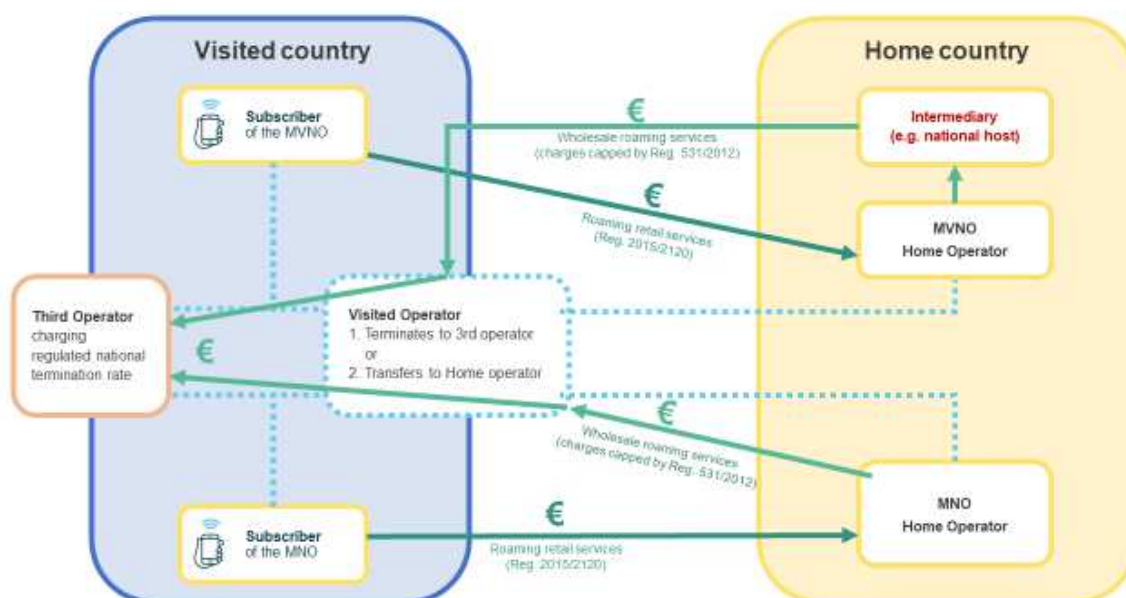 Visited country
Home country
Subscriber
of the MVNO
€
Wholesale roaming services
(charges capped by Reg. 531/2012)
Intermediary
(e.g. national host)
€
Roaming retail services
(Reg. 2015/2120)
MVNO
Home Operator
Third Operator
charging
regulated national
termination rate
€
Visited Operator
1. Terminates to 3rd operator
or
2. Transfers to Home operator
€
Wholesale roaming services
(charges capped by Reg. 531/2012)
MNO
Home Operator
Subscriber
of the MNO
€
Roaming retail services
(Reg. 2015/2120)